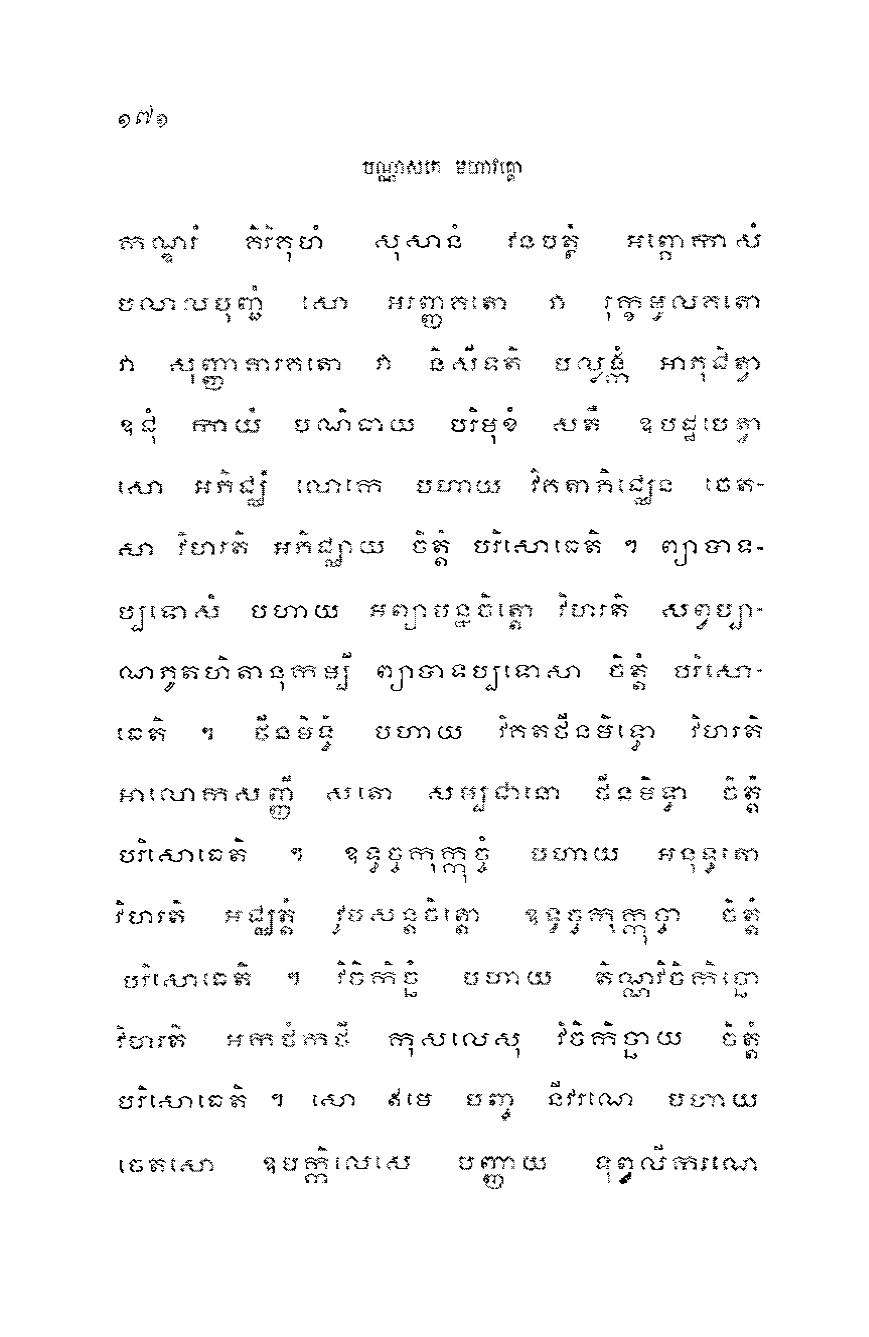 ១៧១
បណ្ណាសកេ មហាវគ្គោ
កណ្ឌរំ គិរិគុហំ សុសានំ វនបត្ថំ អព្ភោកាសំ
បលាលបុញ្ជំ សោ អរញ្ញគតោ វា រុក្ខមូលគតោ
វា សុញ្ញាគារគតោ វា និសីទតិ បល្លង្កំ អាភុជិត្វា
ឧជុំ កាយំ បណិធាយ បរិមុខំ សតឹ ឧបដ្ឋបេត្វា
សោ អភិជ្ឈំ លោកេ បហាយ វិគតាភិជ្ឈេន ចេត-
សា វិហរតិ អភិជ្ឈាយ ចិត្តំ បរិសោធេតិ ។ ព្យាបាទ-
ប្បទោសំ បហាយ អព្យាបន្នចិត្តោ វិហរតិ សព្វប្បា-
ណភូតហិតានុកម្បី ព្យាបាទប្បទោសា ចិត្តំ បរិសោ-
ធេតិ ។ ថីនមិទ្ធំ បហាយ វិគតថីនមិទ្ធោ វិហរតិ
អាលោកសញ្ញី សតោ សម្បជានោ ថីនមិទ្ធា ចិត្តំ
បរិសោធេតិ ។ ឧទ្ធច្ចកុក្កុច្ចំ បហាយ អនុទ្ធតោ
វិហរតិ អជ្ឈត្តំ វូបសន្តចិត្តោ ឧទ្ធច្ចកុក្កុច្ចា ចិត្តំ
បរិសោធេតិ ។ វិចិកិច្ឆំ បហាយ តិណ្ណវិចិកិច្ឆោ
វិហរតិ អកថំកថី កុសលេសុ វិចិកិច្ឆាយ ចិត្តំ
បរិសោធេតិ ។ សោ ឥមេ បញ្ច នីវរណេ បហាយ
ចេតសោ ឧបក្កិលេសេ បញ្ញាយ ទុព្វលីករណេ